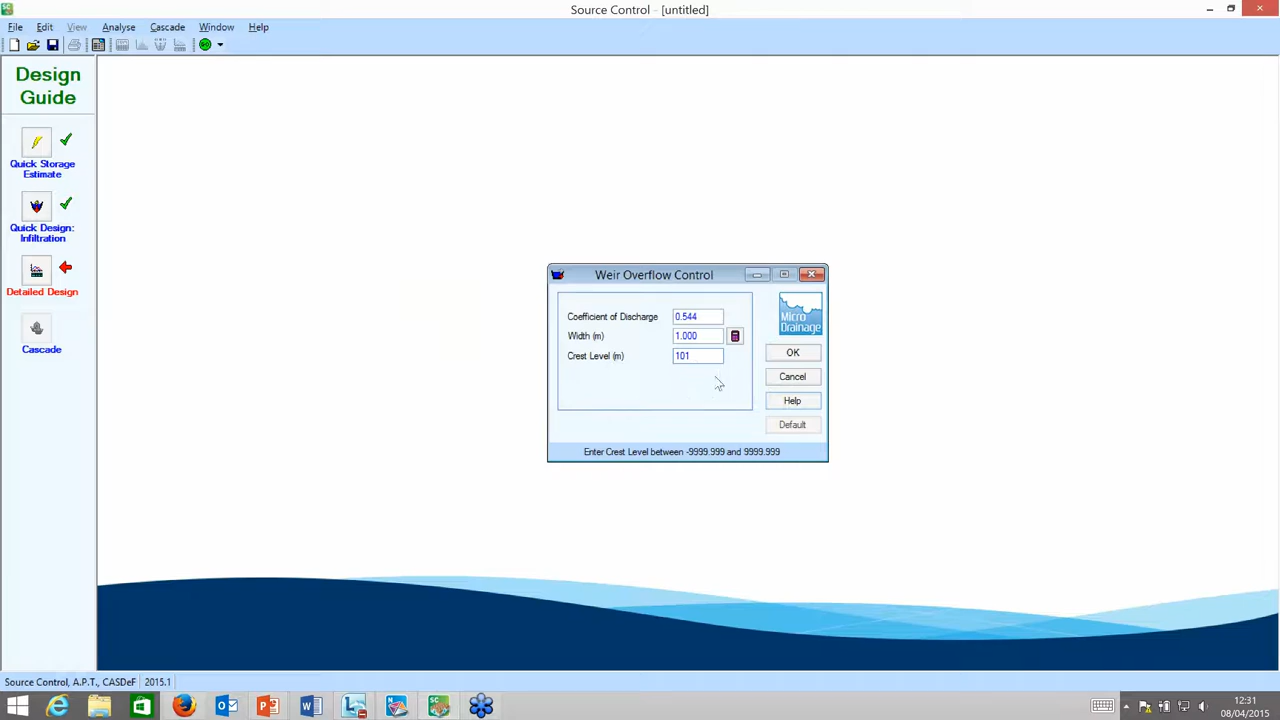 Source Control - [untitled]
File Edit View Analyse Cascade Window Help
Design
Guide
Quick Storage
Estimate
Quick Design:
Infiltration
Detailed Design
Cascade
Weir Overflow Control
Coefficient of Discharge 0.544
Width (m) 1.000
Crest Level (m) 101
Micro
Drainage
OK
Cancel
Help
Default
Enter Crest Level between -9999.999 and 9999.999
Source Control, A.P.T., CASDeF 2015.1
12:31
08/04/2015